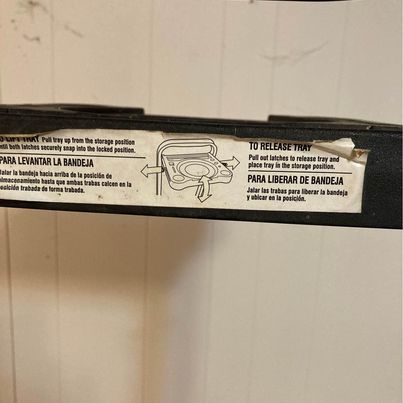 TO LIFT TRAY Pull tray up from the storage position
until both latches securely snap into the locked position.
PARA LEVANTAR LA BANDEJA
Jalar la bandeja hacia arriba de la posición de
almacenamiento hasta que ambas trabas calcen en la
posición trabada de forma trabada.
TO RELEASE TRAY
Pull out latches to release tray and
place tray in the storage position.
PARA LIBERAR DE BANDEJA
Jalar las trabas para liberar la bandeja
y ubicar en la posición.